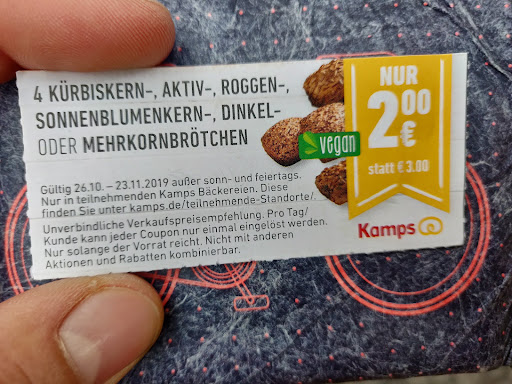 4 KÜRBISKERN-, AKTIV-, ROGGEN-,
SONNENBLUMENKERN-, DINKEL-
ODER MEHRKORNBRÖTCHEN
vegan
NUR
2⁰⁰
€
statt € 3.00
Kamps
Gültig 26.10. – 23.11.2019 außer sonn- und feiertags.
Nur in teilnehmenden Kamps Bäckereien. Diese
finden Sie unter kamps.de/teilnehmende-Standorte/.
Unverbindliche Verkaufspreisempfehlung. Pro Tag/
Kunde kann jeder Coupon nur einmal eingelöst werden.
Nur solange der Vorrat reicht. Nicht mit anderen
Aktionen und Rabatten kombinierbar.